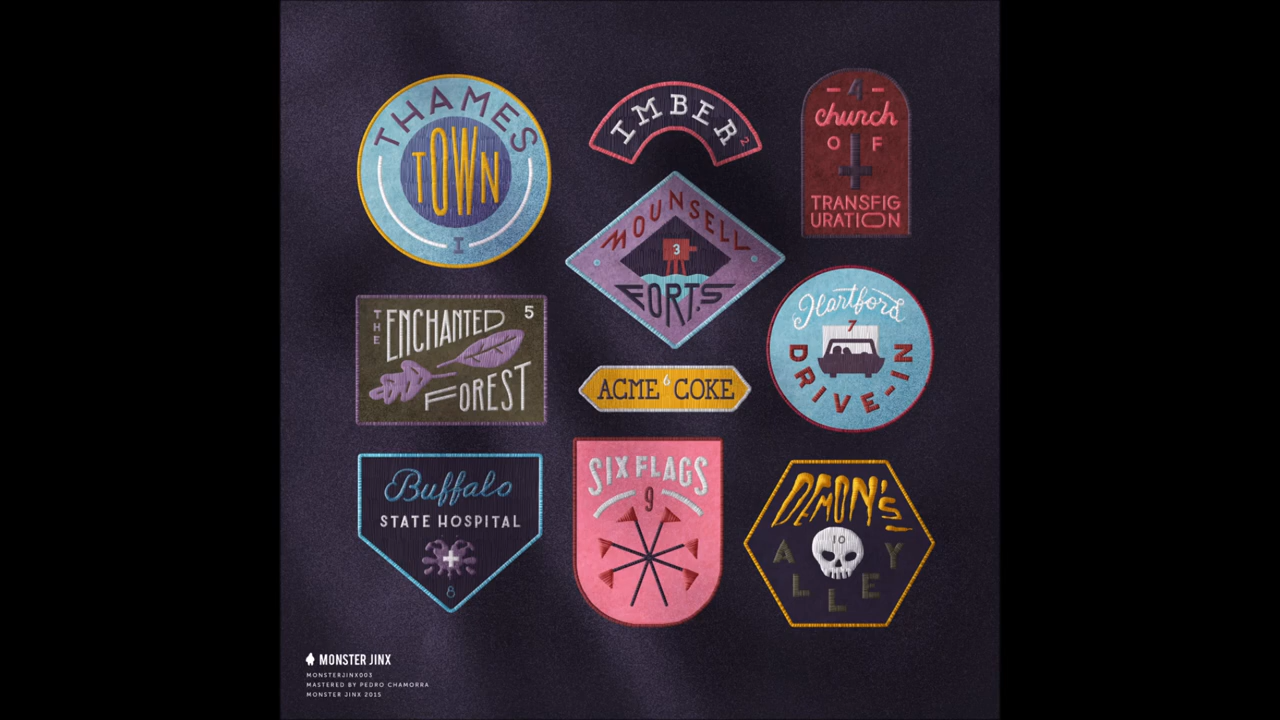 THAMES
TOWN
1
IMBER
2
MOUNSELL
3
FORTS
4
church
OF
TRANSFIG
URATION
THE
ENCHANTED
5
FOREST
ACME 6 COKE
Hartford
7
DRIVE-IN
Buffalo
STATE HOSPITAL
8
SIX FLAGS
9
DEMON'S
10
ALLEY
MONSTER JINX
MONSTERJINX003
MASTERED BY PEDRO CHAMORRA
MONSTER JINX 2015